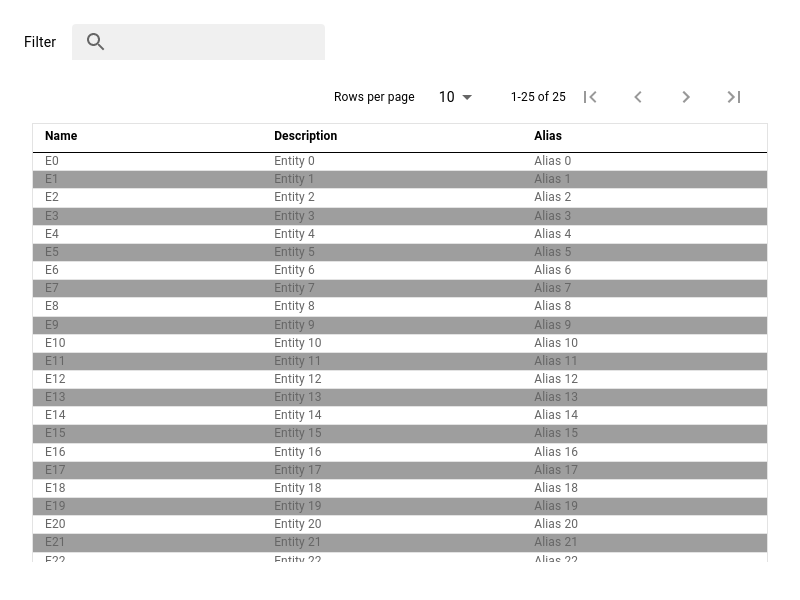 Filter
Rows per page 10 1-25 of 25
Name Description Alias
E0 Entity 0 Alias 0
E1 Entity 1 Alias 1
E2 Entity 2 Alias 2
E3 Entity 3 Alias 3
E4 Entity 4 Alias 4
E5 Entity 5 Alias 5
E6 Entity 6 Alias 6
E7 Entity 7 Alias 7
E8 Entity 8 Alias 8
E9 Entity 9 Alias 9
E10 Entity 10 Alias 10
E11 Entity 11 Alias 11
E12 Entity 12 Alias 12
E13 Entity 13 Alias 13
E14 Entity 14 Alias 14
E15 Entity 15 Alias 15
E16 Entity 16 Alias 16
E17 Entity 17 Alias 17
E18 Entity 18 Alias 18
E19 Entity 19 Alias 19
E20 Entity 20 Alias 20
E21 Entity 21 Alias 21
E22 Entity 22 Alias 22